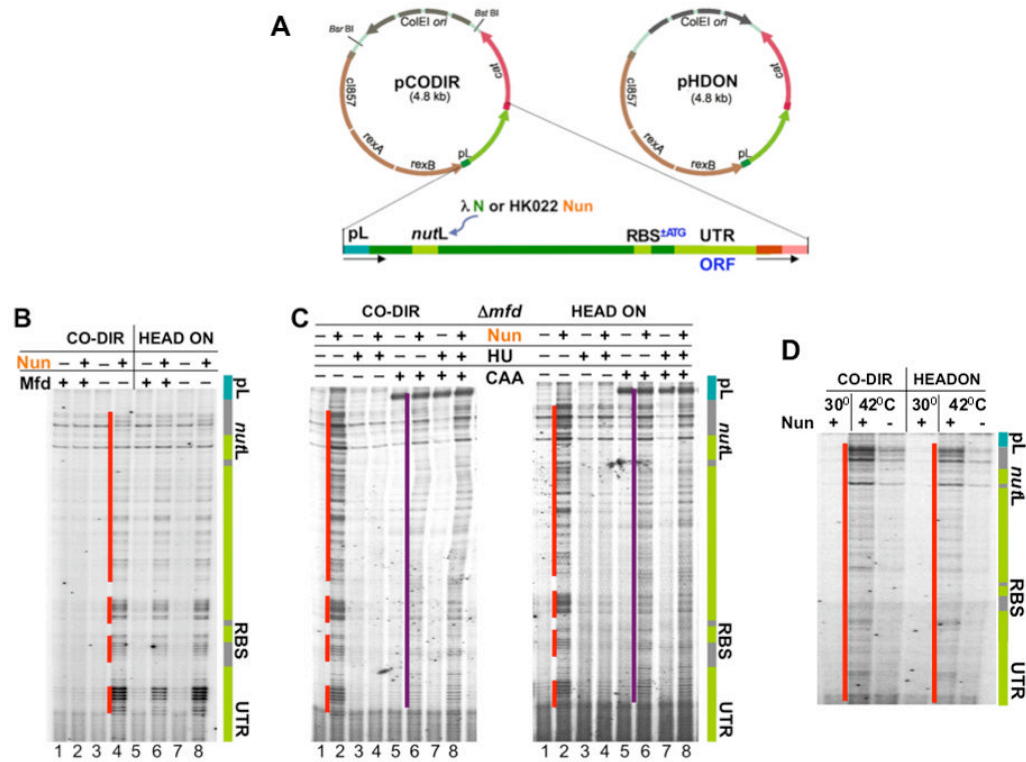 A
Bsr BI
ColEI ori
Bst BI
cat
pCODIR
(4.8 kb)
cI857
rexA
rexB
pL
ColEI ori
cat
pHDON
(4.8 kb)
cI857
rexA
rexB
pL
λ N or HK022 Nun
pL nutL RBS±ATG UTR
ORF
B
CO-DIR HEAD ON
Nun − + − + − + − +
Mfd + + − − + + − −
pL
nutL
RBS
UTR
1 2 3 4 5 6 7 8
C
CO-DIR Δmfd HEAD ON
− + − + − + − + Nun − + − + − + − +
− − + + − − + + HU − − + + − − + +
− − − − + + + + CAA − − − − + + + +
pL
nutL
RBS
UTR
1 2 3 4 5 6 7 8 1 2 3 4 5 6 7 8
D
CO-DIR HEADON
30⁰ 42⁰C 30⁰ 42⁰C
Nun + + - + + -
pL
nutL
RBS
UTR